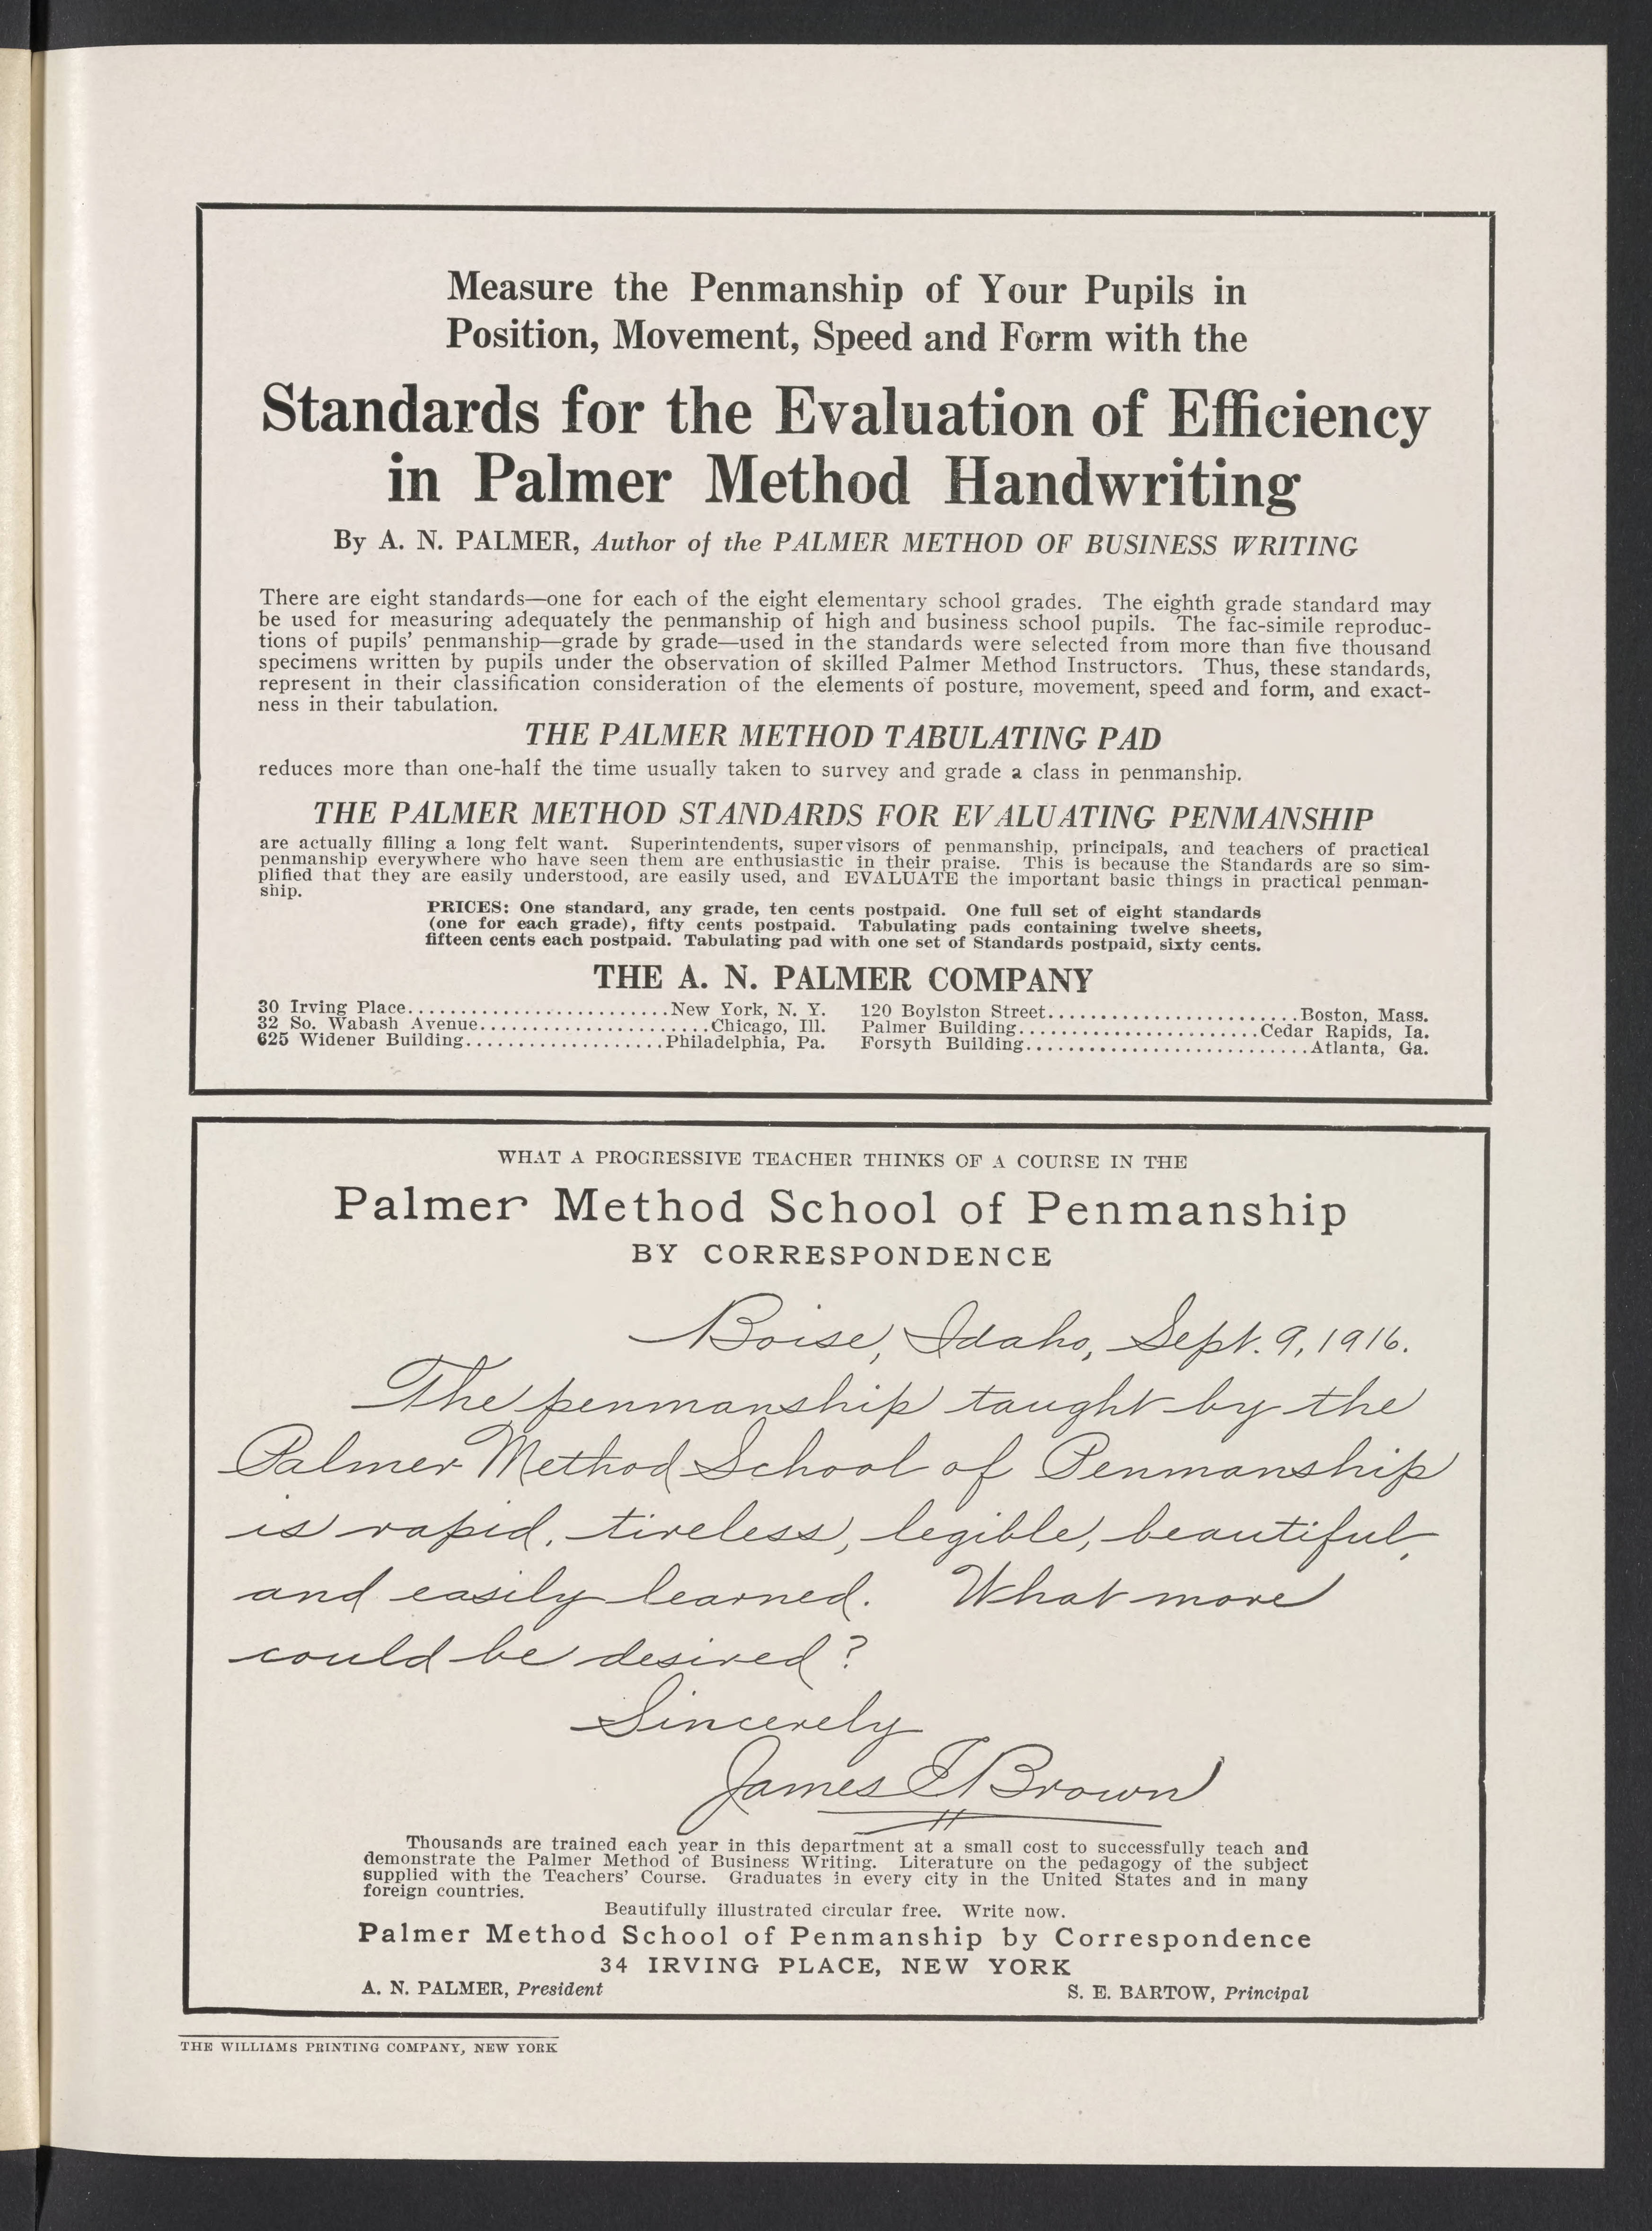 Measure the Penmanship of Your Pupils in
Position, Movement, Speed and Form with the
Standards for the Evaluation of Efficiency
in Palmer Method Handwriting
By A. N. PALMER, Author of the PALMER METHOD OF BUSINESS WRITING
There are eight standards—one for each of the eight elementary school grades. The eighth grade standard may
be used for measuring adequately the penmanship of high and business school pupils. The fac-simile reproduc-
tions of pupils' penmanship—grade by grade—used in the standards were selected from more than five thousand
specimens written by pupils under the observation of skilled Palmer Method Instructors. Thus, these standards,
represent in their classification consideration of the elements of posture, movement, speed and form, and exact-
ness in their tabulation.
THE PALMER METHOD TABULATING PAD
reduces more than one-half the time usually taken to survey and grade a class in penmanship.
THE PALMER METHOD STANDARDS FOR EVALUATING PENMANSHIP
are actually filling a long felt want. Superintendents, supervisors of penmanship, principals, and teachers of practical
penmanship everywhere who have seen them are enthusiastic in their praise. This is because the Standards are so sim-
plified that they are easily understood, are easily used, and EVALUATE the important basic things in practical penman-
ship.
PRICES: One standard, any grade, ten cents postpaid. One full set of eight standards
(one for each grade), fifty cents postpaid. Tabulating pads containing twelve sheets,
fifteen cents each postpaid. Tabulating pad with one set of Standards postpaid, sixty cents.
THE A. N. PALMER COMPANY
30 Irving Place.........................New York, N. Y.
32 So. Wabash Avenue......................Chicago, Ill.
625 Widener Building...................Philadelphia, Pa.
120 Boylston Street........................Boston, Mass.
Palmer Building.......................Cedar Rapids, Ia.
Forsyth Building...........................Atlanta, Ga.
WHAT A PROGRESSIVE TEACHER THINKS OF A COURSE IN THE
Palmer Method School of Penmanship
BY CORRESPONDENCE
Boise, Idaho, Sept. 9, 1916.
The penmanship taught by the
Palmer Method School of Penmanship
is rapid, tireless, legible, beautiful,
and easily learned. What more
could be desired?
Sincerely
James E Brown
Thousands are trained each year in this department at a small cost to successfully teach and
demonstrate the Palmer Method of Business Writing. Literature on the pedagogy of the subject
supplied with the Teachers' Course. Graduates in every city in the United States and in many
foreign countries.
Beautifully illustrated circular free. Write now.
Palmer Method School of Penmanship by Correspondence
34 IRVING PLACE, NEW YORK
A. N. PALMER, President S. E. BARTOW, Principal
THE WILLIAMS PRINTING COMPANY, NEW YORK